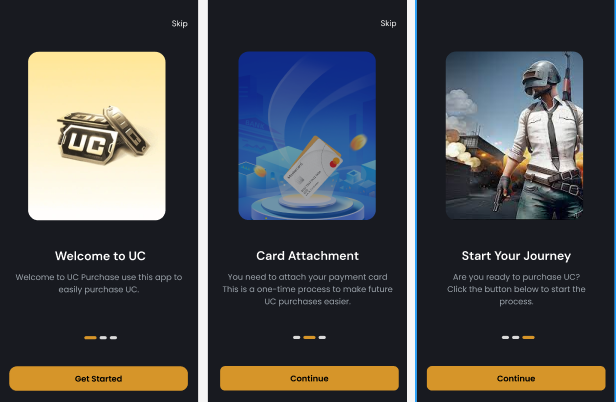 Skip
UC
Welcome to UC
Welcome to UC Purchase use this app to
easily purchase UC.
Get Started
Skip
Card Attachment
You need to attach your payment card
This is a one-time process to make future
UC purchases easier.
Continue
Start Your Journey
Are you ready to purchase UC?
Click the button below to start the
process.
Continue